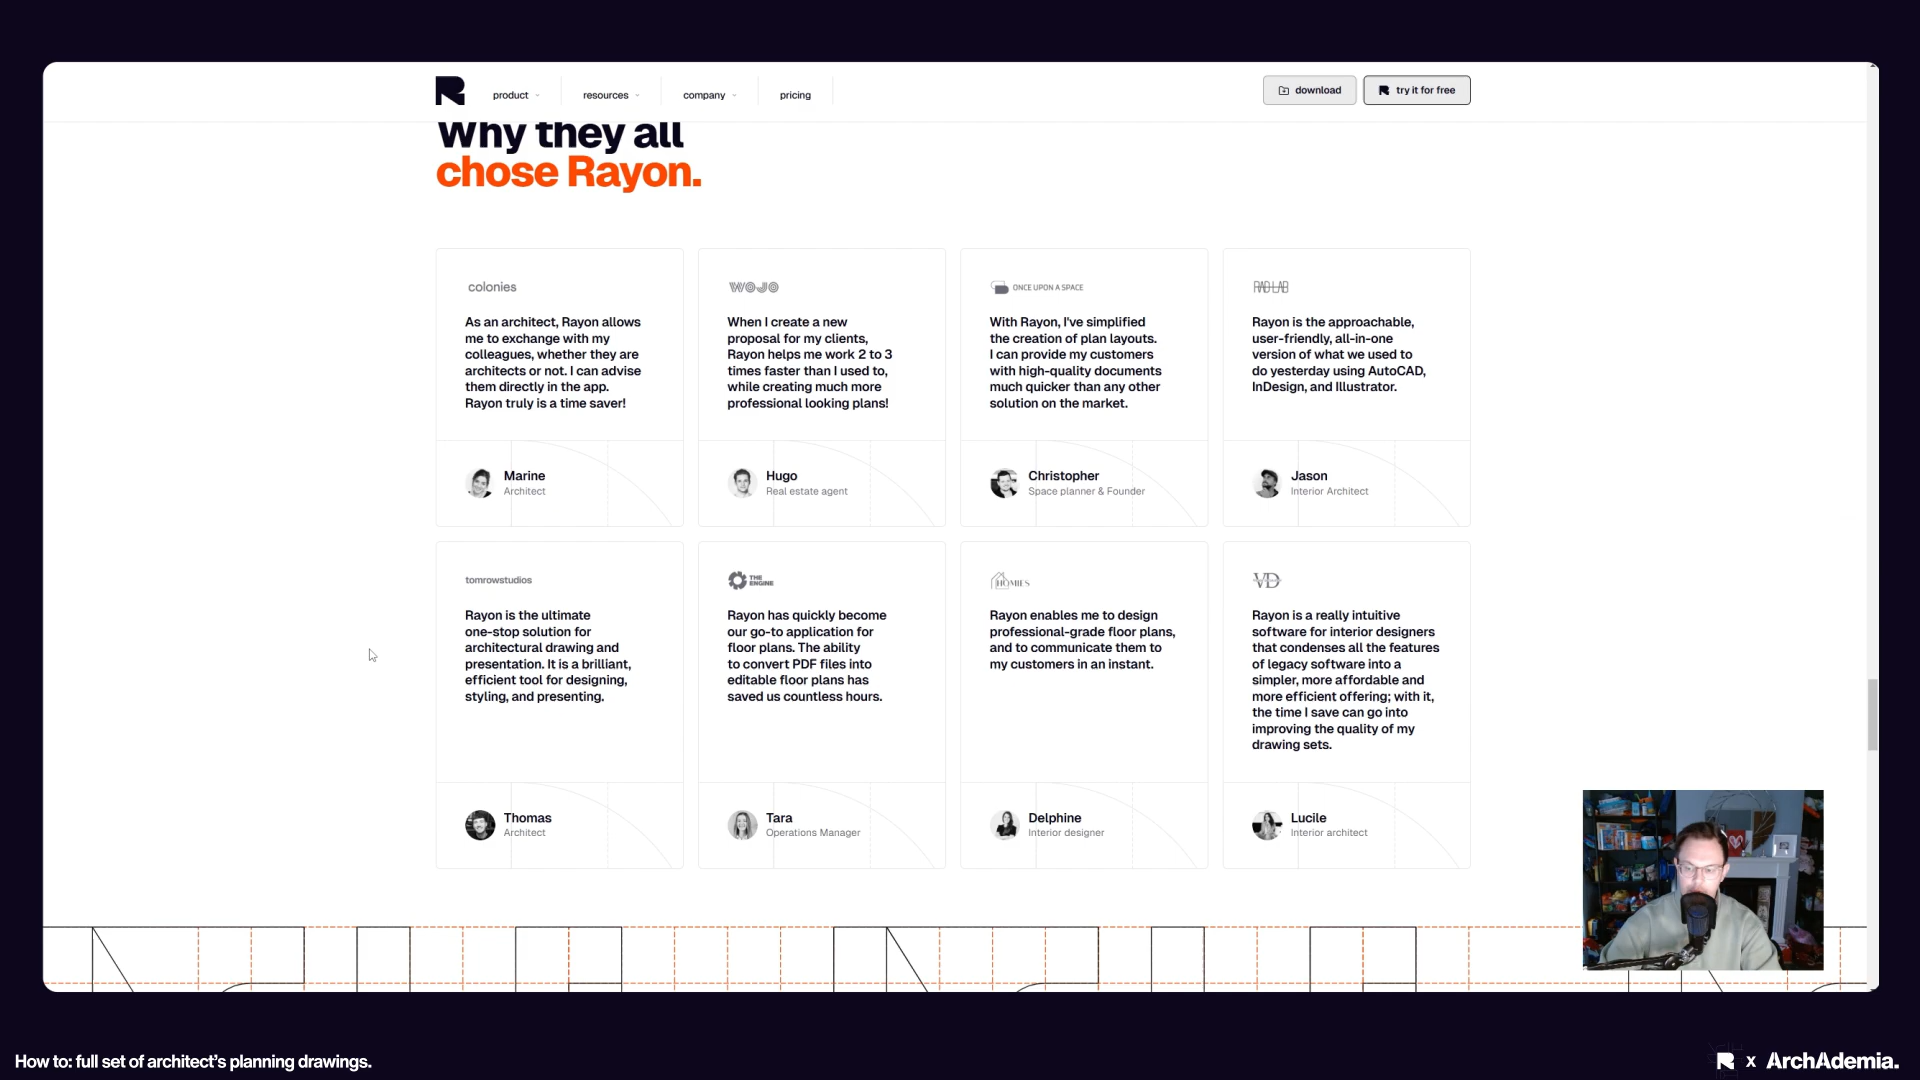 product
resources
company
pricing
download
try it for free
Why they all
chose Rayon.
colonies
As an architect, Rayon allows
me to exchange with my
colleagues, whether they are
architects or not. I can advise
them directly in the app.
Rayon truly is a time saver!
Marine
Architect
WOJO
When I create a new
proposal for my clients,
Rayon helps me work 2 to 3
times faster than I used to,
while creating much more
professional looking plans!
Hugo
Real estate agent
ONCE UPON A SPACE
With Rayon, I've simplified
the creation of plan layouts.
I can provide my customers
with high-quality documents
much quicker than any other
solution on the market.
Christopher
Space planner & Founder
RAD LAB
Rayon is the approachable,
user-friendly, all-in-one
version of what we used to
do yesterday using AutoCAD,
InDesign, and Illustrator.
Jason
Interior Architect
tomrowstudios
Rayon is the ultimate
one-stop solution for
architectural drawing and
presentation. It is a brilliant,
efficient tool for designing,
styling, and presenting.
Thomas
Architect
THE
ENGINE
Rayon has quickly become
our go-to application for
floor plans. The ability
to convert PDF files into
editable floor plans has
saved us countless hours.
Tara
Operations Manager
HOMIES
Rayon enables me to design
professional-grade floor plans,
and to communicate them to
my customers in an instant.
Delphine
Interior designer
VD
Rayon is a really intuitive
software for interior designers
that condenses all the features
of legacy software into a
simpler, more affordable and
more efficient offering; with it,
the time I save can go into
improving the quality of my
drawing sets.
Lucile
Interior architect
How to: full set of architect's planning drawings.
R x ArchAdemia.